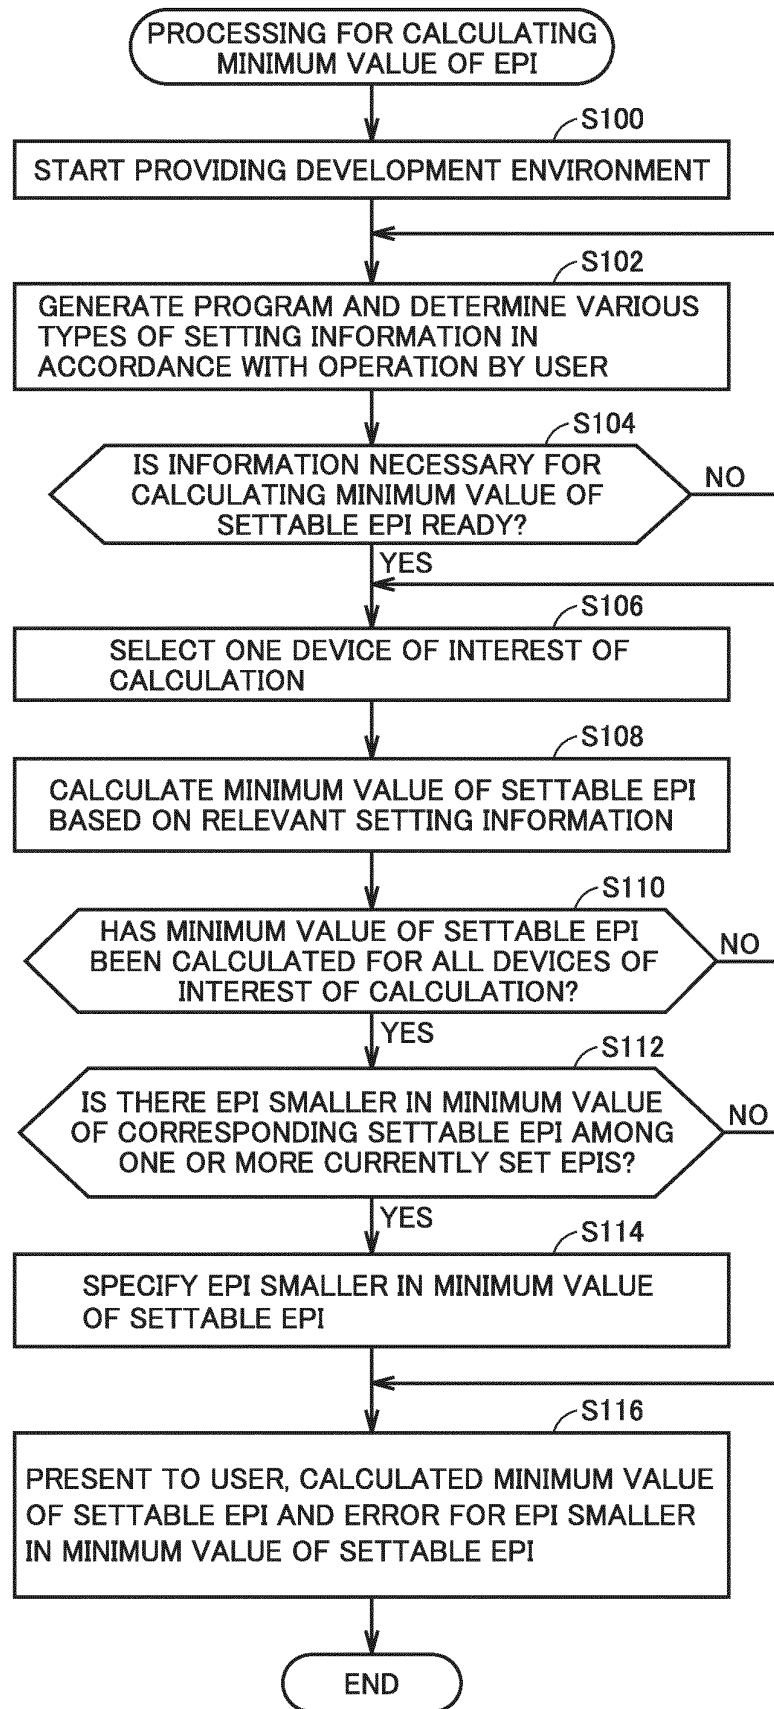 PROCESSING FOR CALCULATING
MINIMUM VALUE OF EPI
S100
START PROVIDING DEVELOPMENT ENVIRONMENT
S102
GENERATE PROGRAM AND DETERMINE VARIOUS
TYPES OF SETTING INFORMATION IN
ACCORDANCE WITH OPERATION BY USER
S104
IS INFORMATION NECESSARY FOR
CALCULATING MINIMUM VALUE OF
SETTABLE EPI READY?
NO
YES
S106
SELECT ONE DEVICE OF INTEREST OF
CALCULATION
S108
CALCULATE MINIMUM VALUE OF SETTABLE EPI
BASED ON RELEVANT SETTING INFORMATION
S110
HAS MINIMUM VALUE OF SETTABLE EPI
BEEN CALCULATED FOR ALL DEVICES OF
INTEREST OF CALCULATION?
NO
YES
S112
IS THERE EPI SMALLER IN MINIMUM VALUE
OF CORRESPONDING SETTABLE EPI AMONG
ONE OR MORE CURRENTLY SET EPIS?
NO
YES
S114
SPECIFY EPI SMALLER IN MINIMUM VALUE
OF SETTABLE EPI
S116
PRESENT TO USER, CALCULATED MINIMUM VALUE
OF SETTABLE EPI AND ERROR FOR EPI SMALLER
IN MINIMUM VALUE OF SETTABLE EPI
END